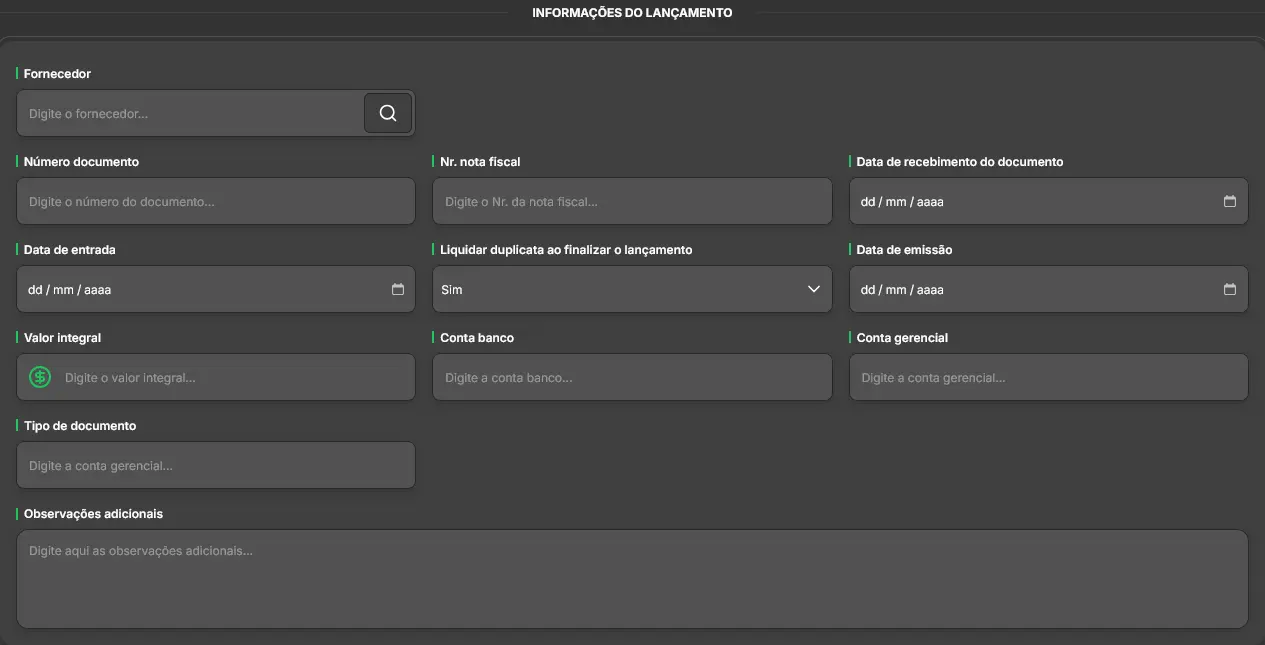 INFORMAÇÕES DO LANÇAMENTO
Fornecedor
Digite o fornecedor...
Número documento
Nr. nota fiscal
Data de recebimento do documento
Digite o número do documento...
Digite o Nr. da nota fiscal...
dd / mm / aaaa
Data de entrada
Liquidar duplicata ao finalizar o lançamento
Data de emissão
dd / mm / aaaa
Sim
dd / mm / aaaa
Valor integral
Conta banco
Conta gerencial
Digite o valor integral...
Digite a conta banco...
Digite a conta gerencial...
Tipo de documento
Digite a conta gerencial...
Observações adicionais
Digite aqui as observações adicionais...